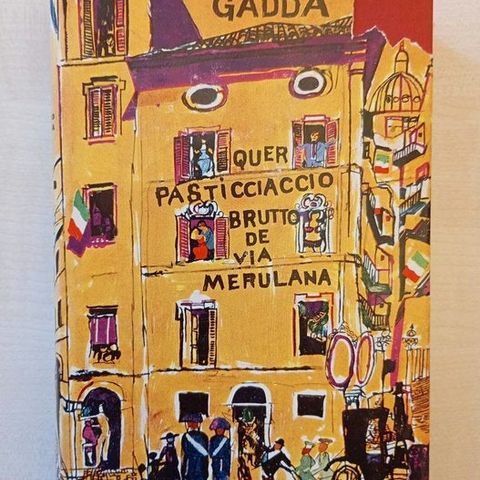 GADDA
QUER
PASTICCIACCIO
BRUTTO
DE
VIA
MERULANA